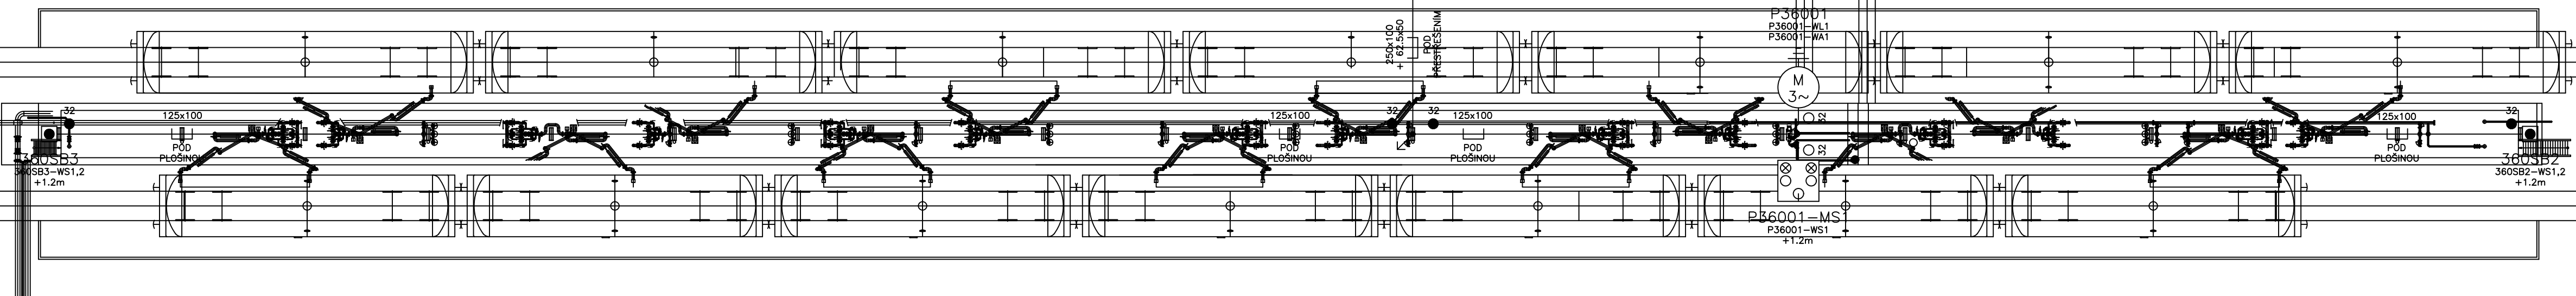 P36001
P36001-WL1
P36001-WA1
250x100
+ 62.5x50
POD
PŘESTŘEŠENÍM
M
3~
32
125x100
POD
PLOŠINOU
360SB3
360SB3-WS1,2
+1.2m
125x100
POD
PLOŠINOU
32
32
125x100
POD
PLOŠINOU
32
32
125x100
POD
PLOŠINOU
32
360SB2
360SB2-WS1,2
+1.2m
P36001-MS1
P36001-WS1
+1.2m